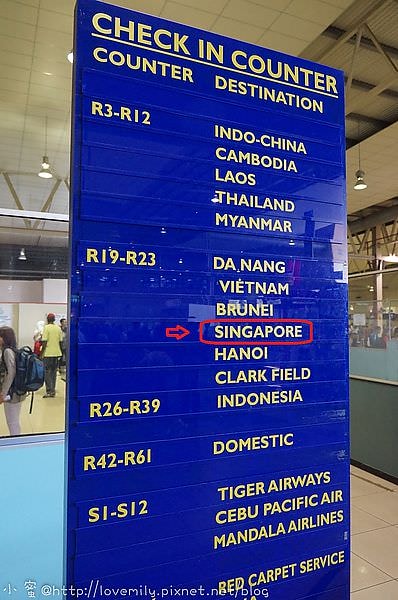 CHECK IN COUNTER
COUNTER DESTINATION
R3-R12
INDO-CHINA
CAMBODIA
LAOS
THAILAND
MYANMAR
R19-R23
DA NANG
VIETNAM
BRUNEI
SINGAPORE
HANOI
CLARK FIELD
R26-R39 INDONESIA
R42-R61 DOMESTIC
S1-S12 TIGER AIRWAYS
CEBU PACIFIC AIR
MANDALA AIRLINES
RED CARPET SERVICE
小蜜@http://lovemily.pixnet.net/blog